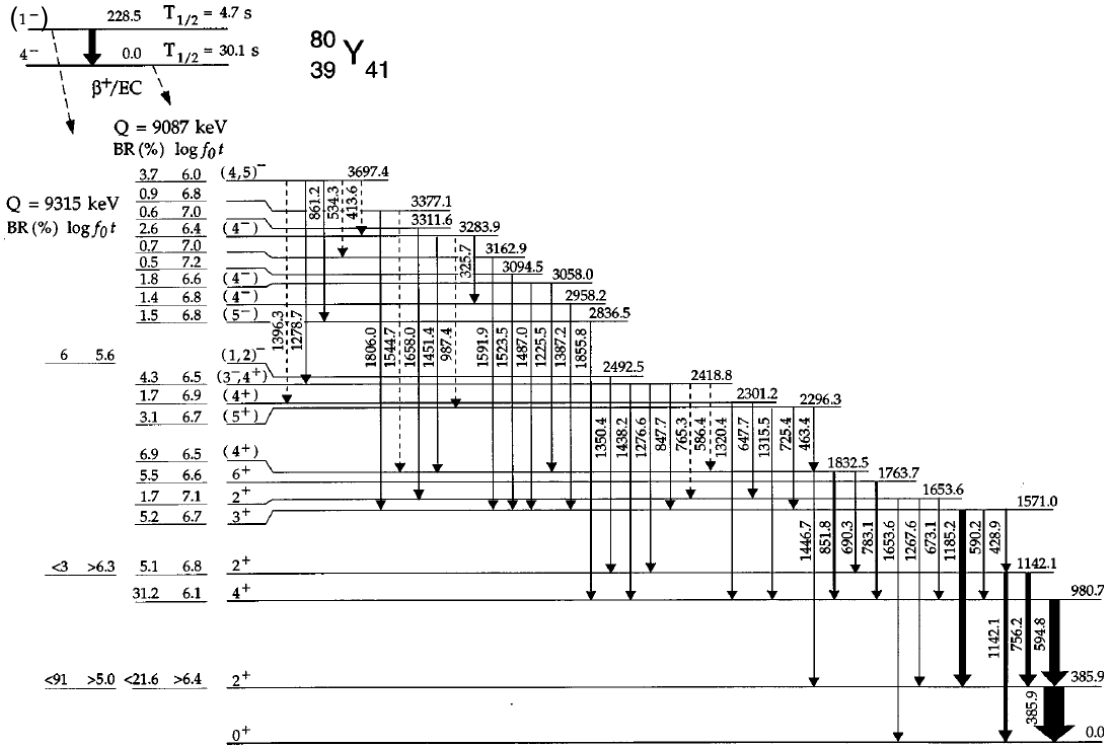 (1−) 228.5 T1/2 = 4.7 s
4− 0.0 T1/2 = 30.1 s
80 39 Y 41
β+/EC
Q = 9087 keV
BR (%) log f0 t
Q = 9315 keV
BR (%) log f0 t
3.7 6.0 (4,5)− 3697.4
0.9 6.8 3377.1
0.6 7.0 3311.6
2.6 6.4 (4−) 3283.9
0.7 7.0 3162.9
0.5 7.2 3094.5
1.8 6.6 (4−) 3058.0
1.4 6.8 (4−) 2958.2
1.5 6.8 (5−) 2836.5
6 5.6 (1,2)− 2492.5
4.3 6.5 (3−,4+) 2418.8
1.7 6.9 (4+) 2301.2
3.1 6.7 (5+) 2296.3
6.9 6.5 (4+) 1832.5
5.5 6.6 6+ 1763.7
1.7 7.1 2+ 1653.6
5.2 6.7 3+ 1571.0
<3 >6.3 5.1 6.8 2+ 1142.1
31.2 6.1 4+ 980.7
<91 >5.0 <21.6 >6.4 2+ 385.9
0+ 0.0
861.2 534.3 413.6
325.7
1396.3 1278.7
1806.0 1544.7 1658.0 1451.4 987.4 1591.9 1523.5 1487.0 1225.5 1387.2 1855.8
1350.4 1438.2 1276.6 847.7 765.3 586.4 1320.4 647.7 1315.5 725.4 463.4
1446.7 851.8 690.3 783.1 1653.6 1267.6 673.1 1185.2 590.2 428.9
1142.1 756.2 594.8
385.9